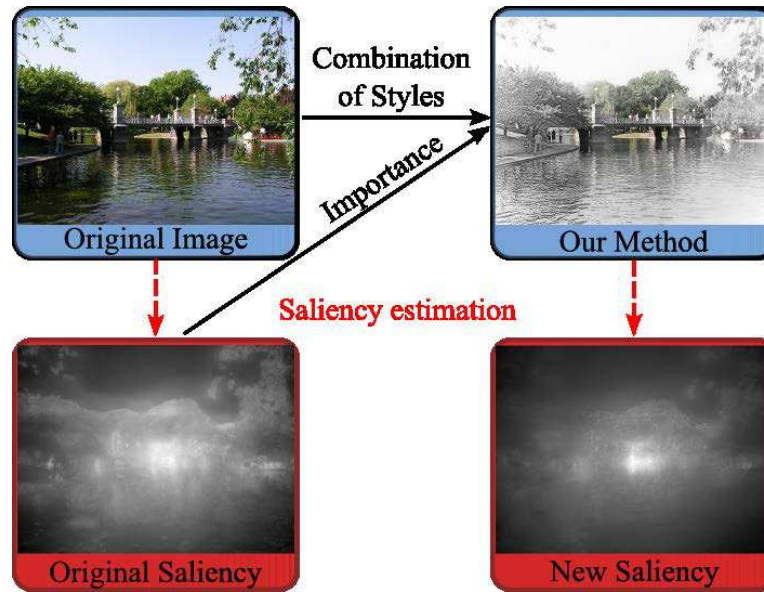 Combination
of Styles
Importance
Original Image
Our Method
Saliency estimation
Original Saliency
New Saliency